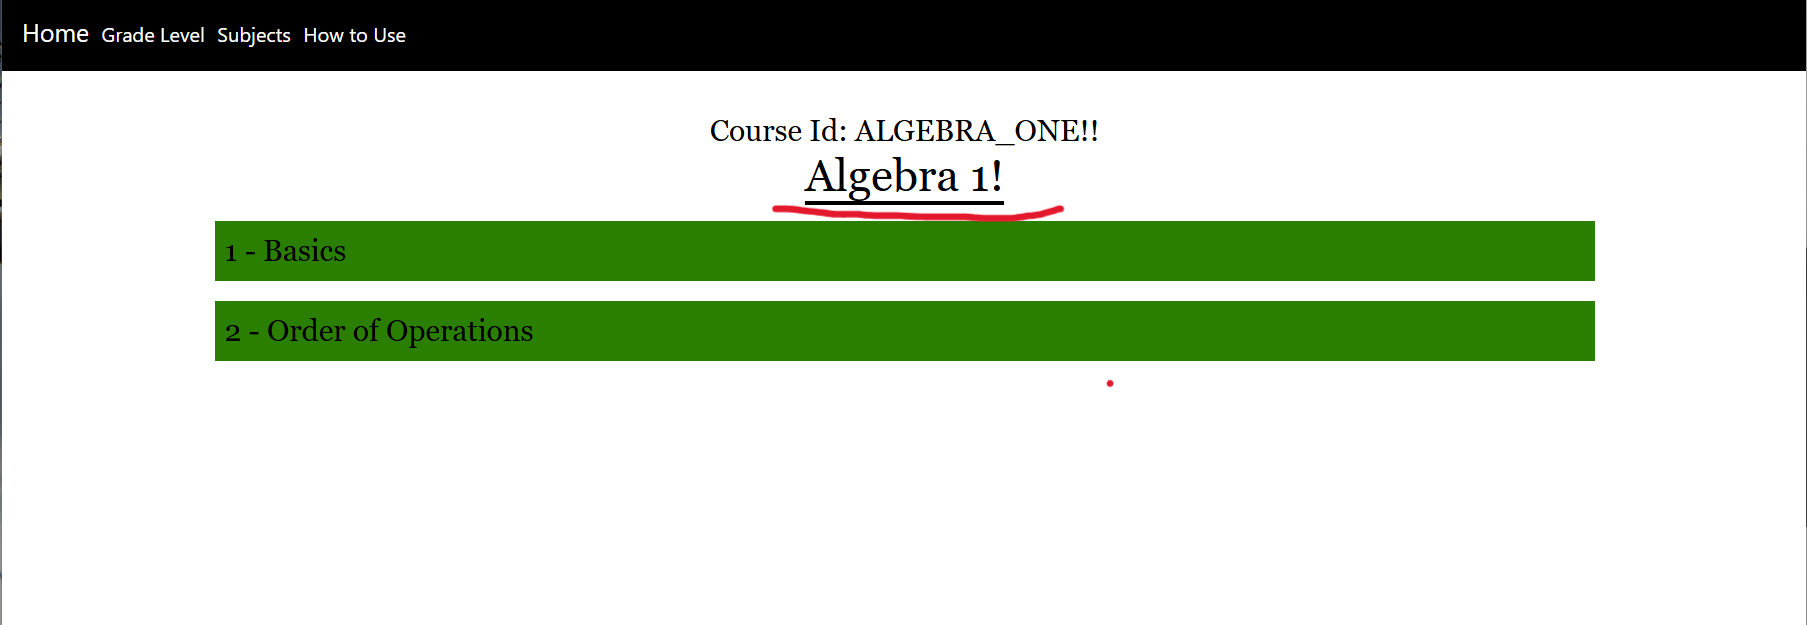 Home Grade Level Subjects How to Use
Course Id: ALGEBRA_ONE!!
Algebra 1!
1 - Basics
2 - Order of Operations